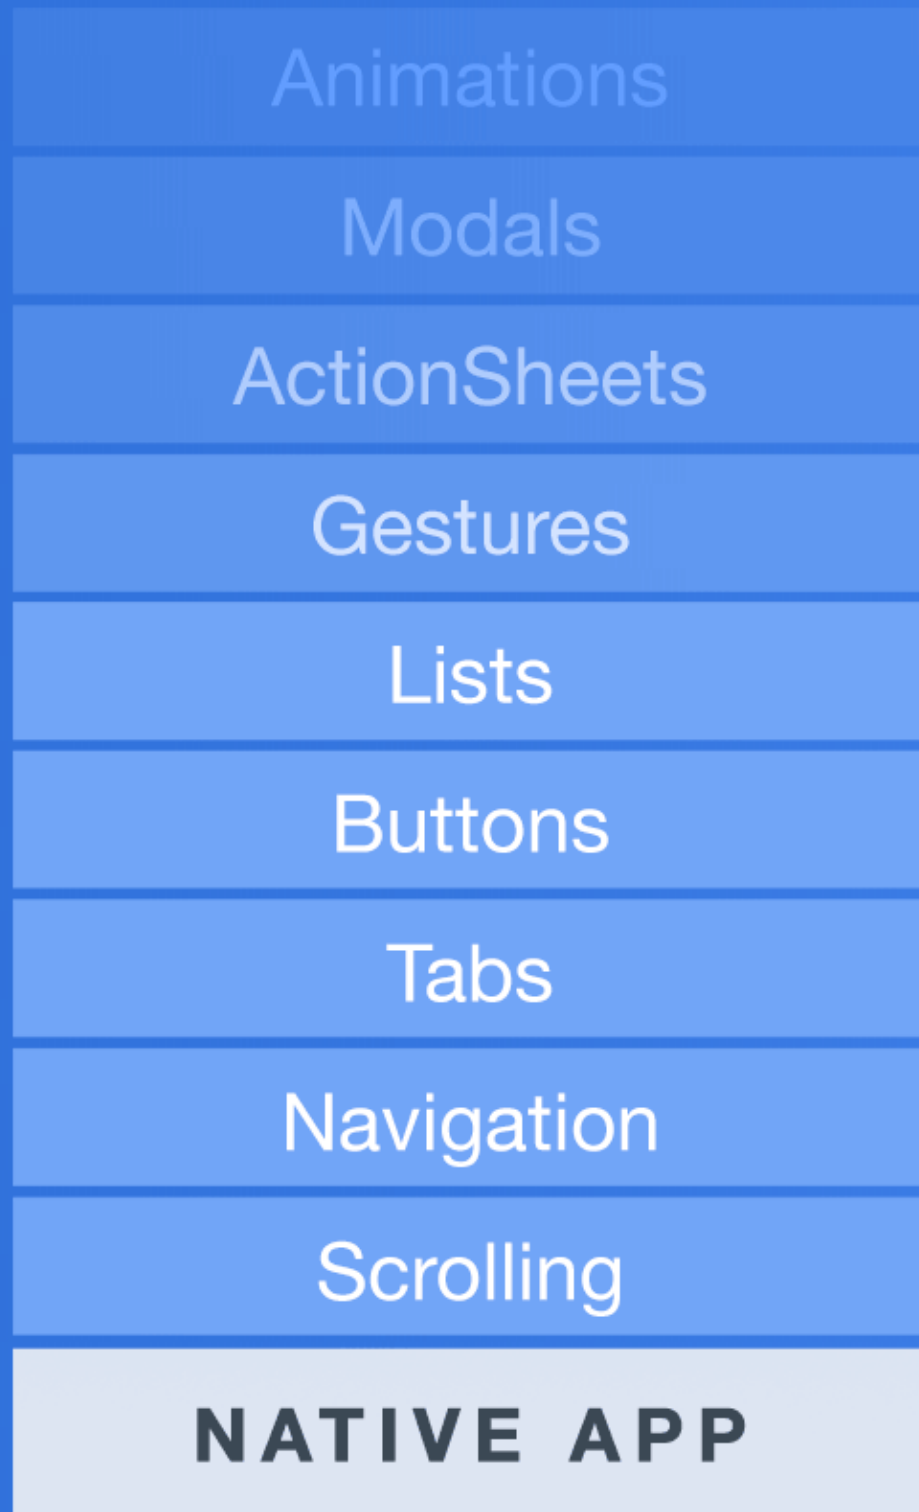 Animations
Modals
ActionSheets
Gestures
Lists
Buttons
Tabs
Navigation
Scrolling
NATIVE APP